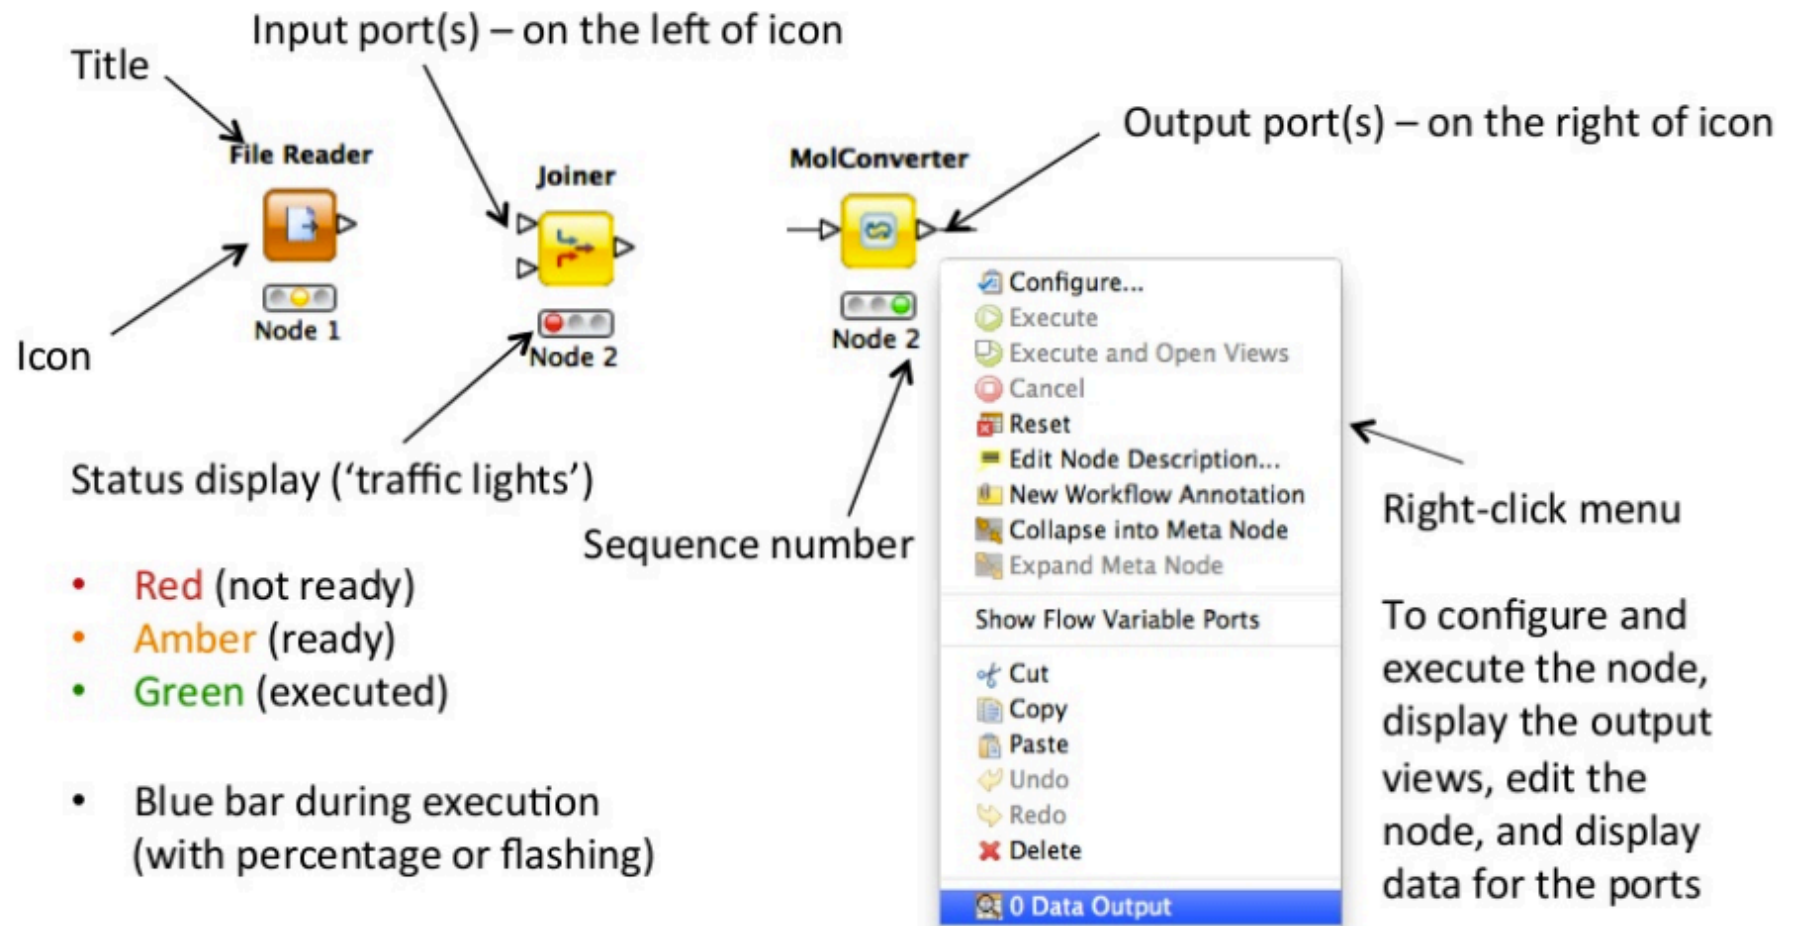 Input port(s) – on the left of icon
Title
Output port(s) – on the right of icon
File Reader
Joiner
MolConverter
Icon
Node 1
Node 2
Node 2
Status display (‘traffic lights’)
Sequence number
Red (not ready)
Amber (ready)
Green (executed)
Blue bar during execution
(with percentage or flashing)
Configure...
Execute
Execute and Open Views
Cancel
Reset
Edit Node Description...
New Workflow Annotation
Collapse into Meta Node
Expand Meta Node
Show Flow Variable Ports
Cut
Copy
Paste
Undo
Redo
Delete
0 Data Output
Right-click menu
To configure and
execute the node,
display the output
views, edit the
node, and display
data for the ports